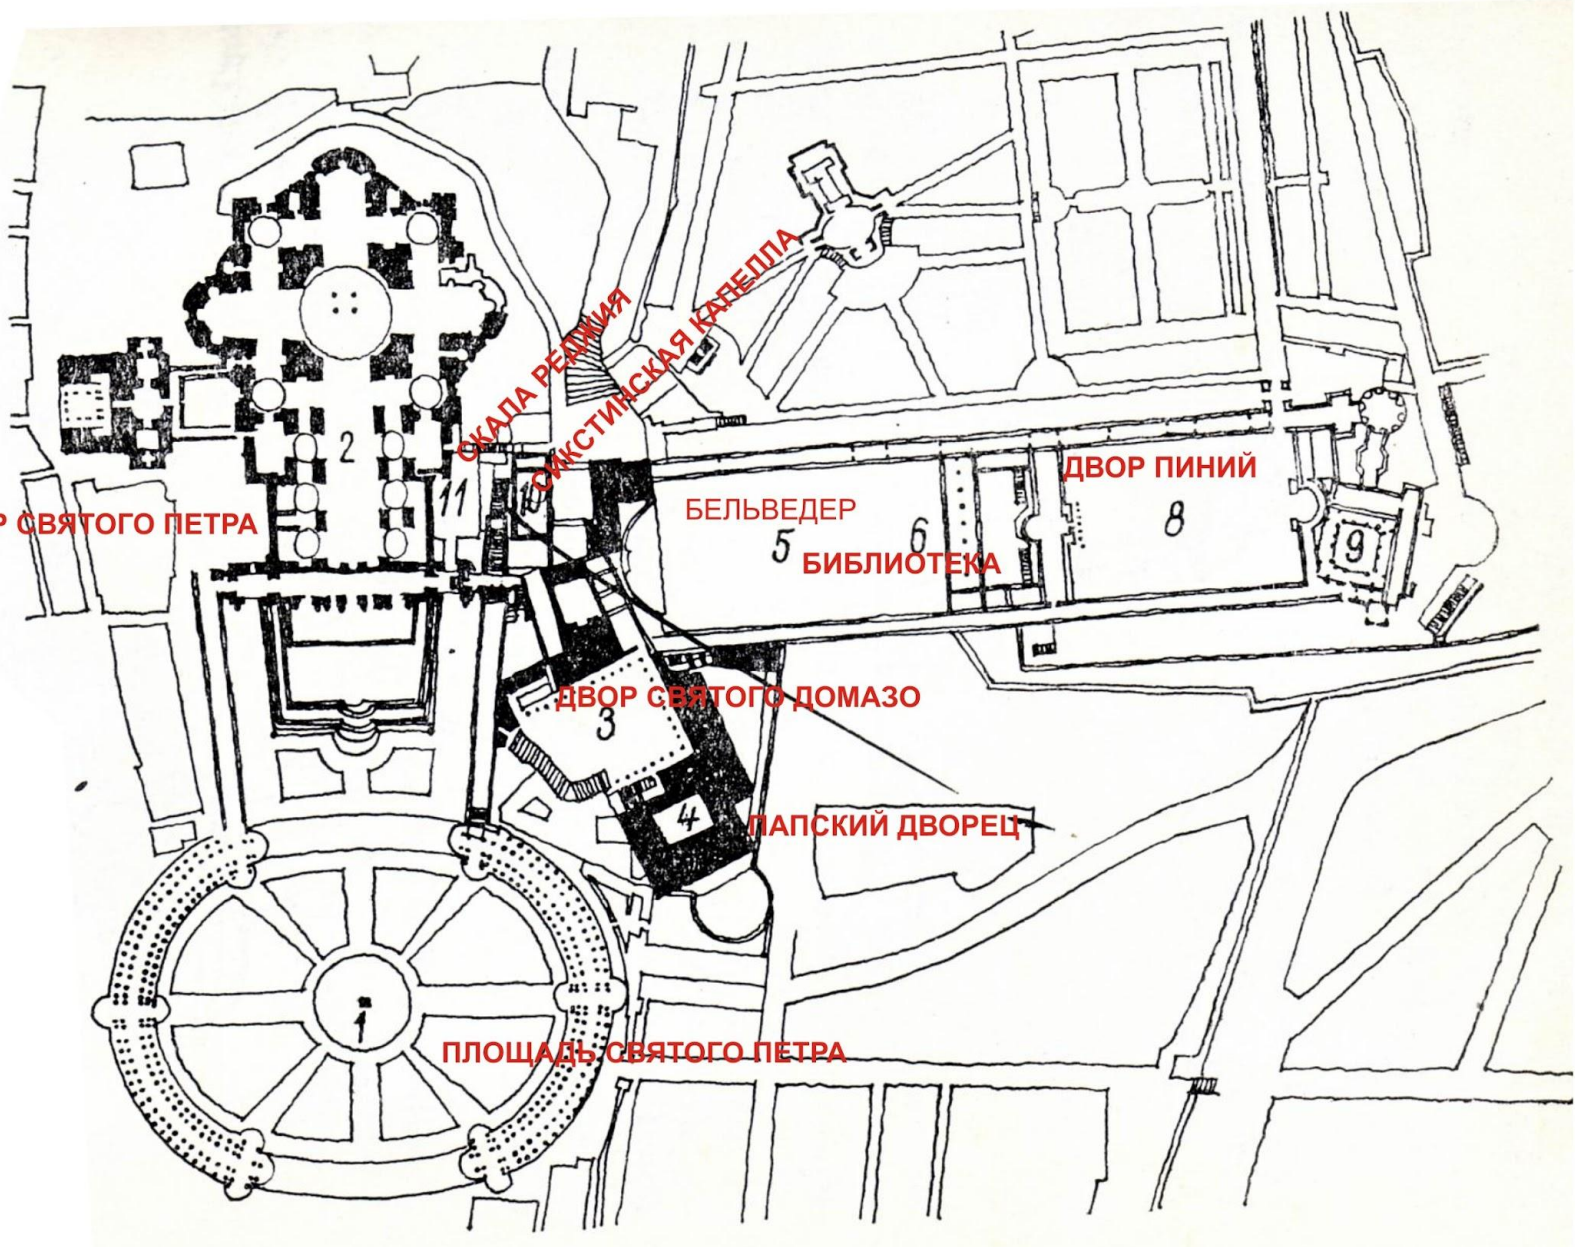 СКАЛА РЕДЖИЯ
СИКСТИНСКАЯ КАПЕЛЛА
2
ДВОР ПИНИЙ
11
10
БЕЛЬВЕДЕР
Р СВЯТОГО ПЕТРА
5
6
8
9
БИБЛИОТЕКА
ДВОР СВЯТОГО ДОМАЗО
3
4
ПАПСКИЙ ДВОРЕЦ
1
ПЛОЩАДЬ СВЯТОГО ПЕТРА